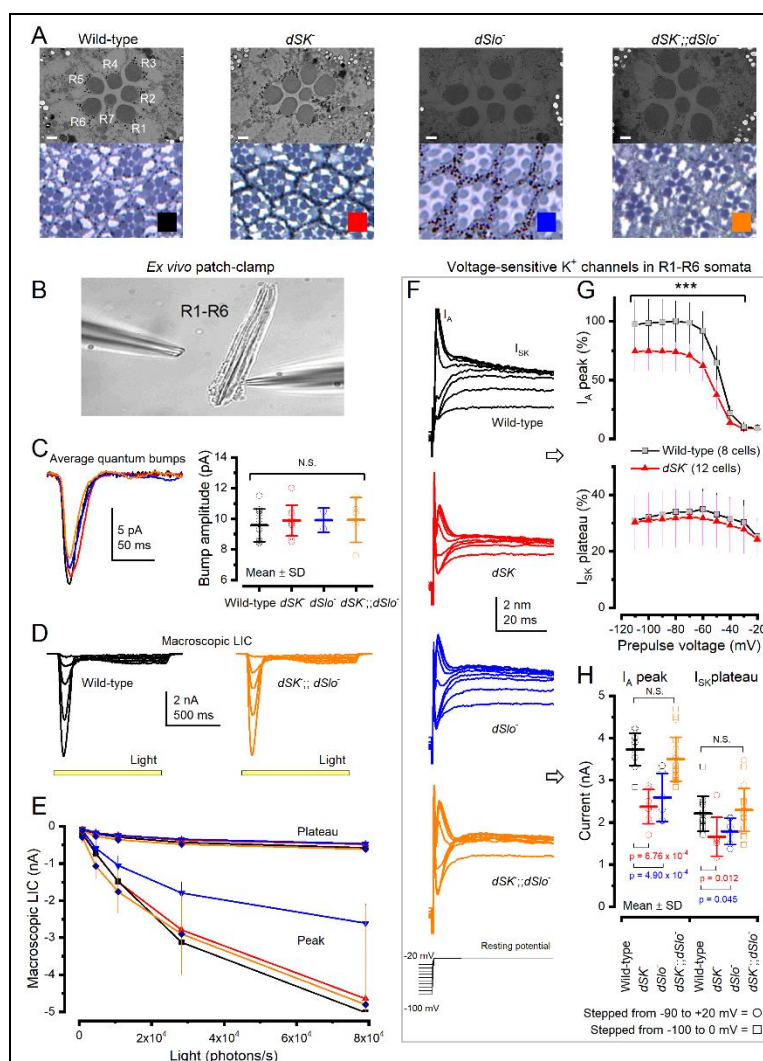 A
Wild-type
dSK⁻
dSlo⁻
dSK⁻;;dSlo⁻
R4
R3
R5
R2
R6
R7
R1
Ex vivo patch-clamp
Voltage-sensitive K⁺ channels in R1-R6 somata
B
R1-R6
C
Average quantum bumps
5 pA
50 ms
Bump amplitude (pA)
16
14
12
10
8
6
N.S.
Mean ± SD
Wild-type dSK⁻ dSlo⁻ dSK⁻;;dSlo⁻
D
Macroscopic LIC
Wild-type
dSK⁻;; dSlo⁻
2 nA
500 ms
Light
Light
E
Macroscopic LIC (nA)
0
-1
-2
-3
-4
-5
Plateau
Peak
0 2x10⁴ 4x10⁴ 6x10⁴ 8x10⁴
Light (photons/s)
F
I_A
I_SK
Wild-type
dSK⁻
2 nm
20 ms
dSlo⁻
dSK⁻;;dSlo⁻
Resting potential
-20 mV
-100 mV
G
***
I_A peak (%)
100
75
50
25
0
Wild-type (8 cells)
dSK⁻ (12 cells)
I_SK plateau (%)
60
40
20
0
-120 -100 -80 -60 -40 -20
Prepulse voltage (mV)
H
I_A peak
I_SK plateau
N.S.
N.S.
Current (nA)
5
4
3
2
1
0
p = 6.76 x 10⁻⁴
p = 4.90 x 10⁻⁴
p = 0.012
p = 0.045
Mean ± SD
Wild-type
dSK⁻
dSlo⁻
dSK⁻;;dSlo⁻
Wild-type
dSK⁻
dSlo⁻
dSK⁻;;dSlo⁻
Stepped from -90 to +20 mV = ○
Stepped from -100 to 0 mV = □